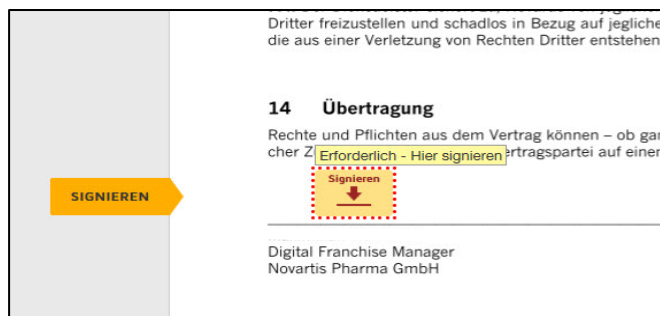 Dritter freizustellen und schadlos in Bezug auf jegliche
die aus einer Verletzung von Rechten Dritter entstehen
14 Übertragung
Rechte und Pflichten aus dem Vertrag können – ob gan
cher Z ertragspartei auf einer
Erforderlich - Hier signieren
Signieren
SIGNIEREN
Digital Franchise Manager
Novartis Pharma GmbH